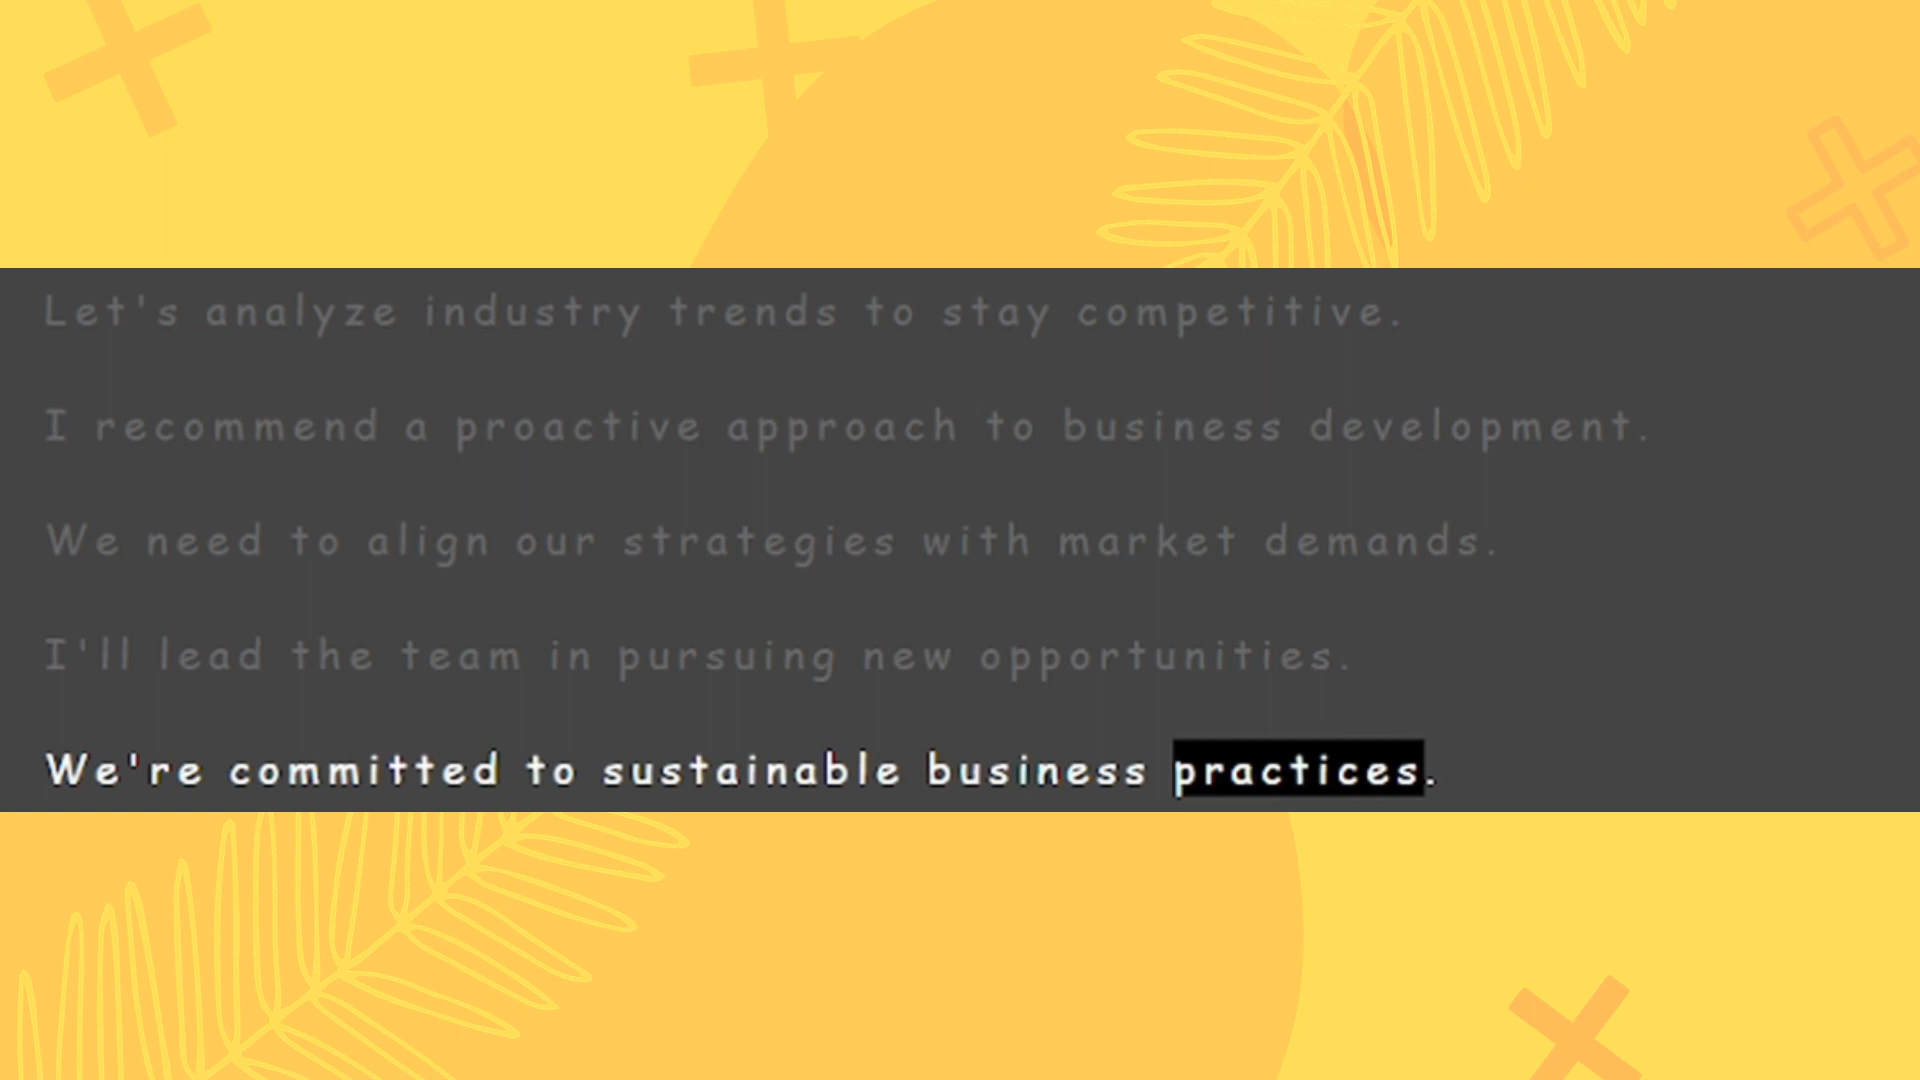 Let's analyze industry trends to stay competitive.
I recommend a proactive approach to business development.
We need to align our strategies with market demands.
I'll lead the team in pursuing new opportunities.
We're committed to sustainable business practices.